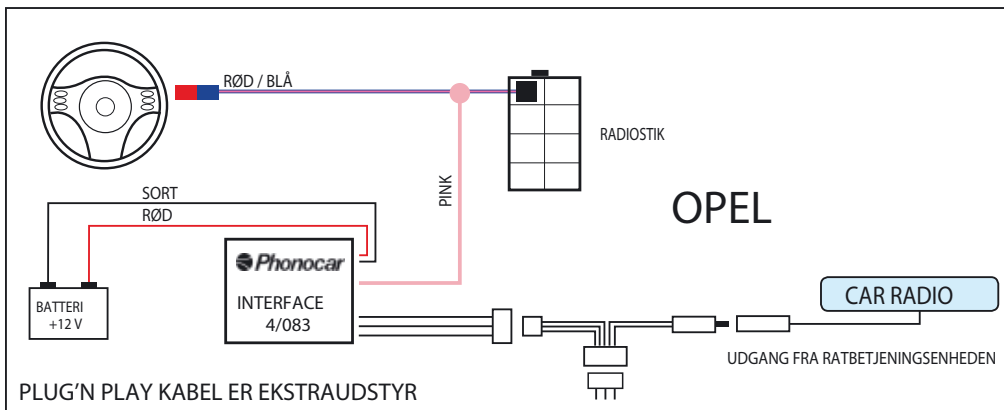 RØD / BLÅ
RADIOSTIK
SORT
RØD
PINK
OPEL
Phonocar
INTERFACE
4/083
BATTERI
+12 V
CAR RADIO
UDGANG FRA RATBETJENINGSENHEDEN
PLUG'N PLAY KABEL ER EKSTRAUDSTYR